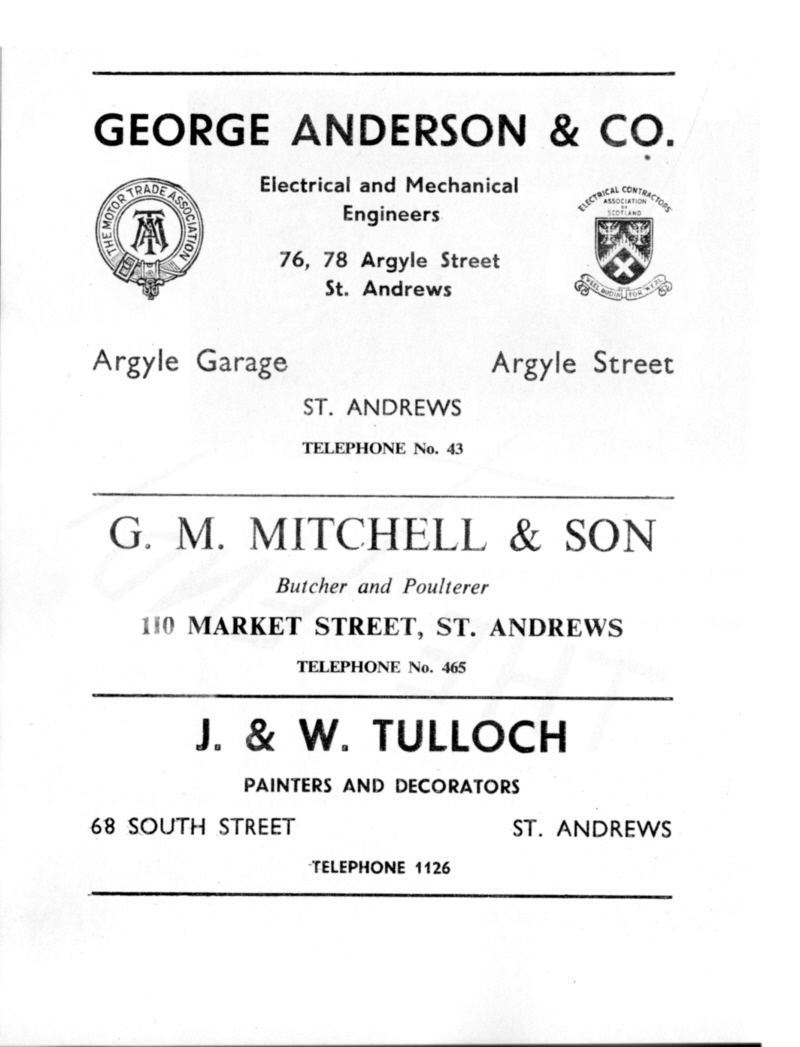 GEORGE ANDERSON & CO.
THE MOTOR TRADE ASSOCIATION
MTA
Electrical and Mechanical
Engineers
76, 78 Argyle Street
St. Andrews
ELECTRICAL CONTRACTORS
ASSOCIATION
OF
SCOTLAND
Argyle Garage Argyle Street
ST. ANDREWS
TELEPHONE No. 43
G. M. MITCHELL & SON
Butcher and Poulterer
110 MARKET STREET, ST. ANDREWS
TELEPHONE No. 465
J. & W. TULLOCH
PAINTERS AND DECORATORS
68 SOUTH STREET ST. ANDREWS
TELEPHONE 1126